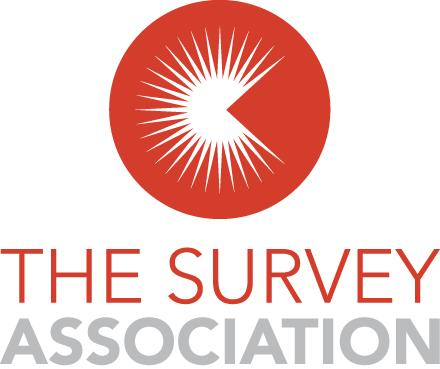 THE SURVEY
ASSOCIATION